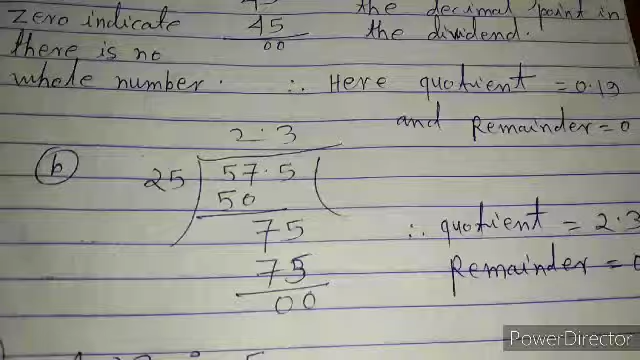 the decimal point in
Zero indicate 45 the dividend.
00
there is no
whole number. ∴ Here quotient = 0.19
and Remainder = 0
2.3
(b) 25 ) 57.5 (
50
75 ∴ quotient = 2.3
75 Remainder = 0
00
PowerDirector